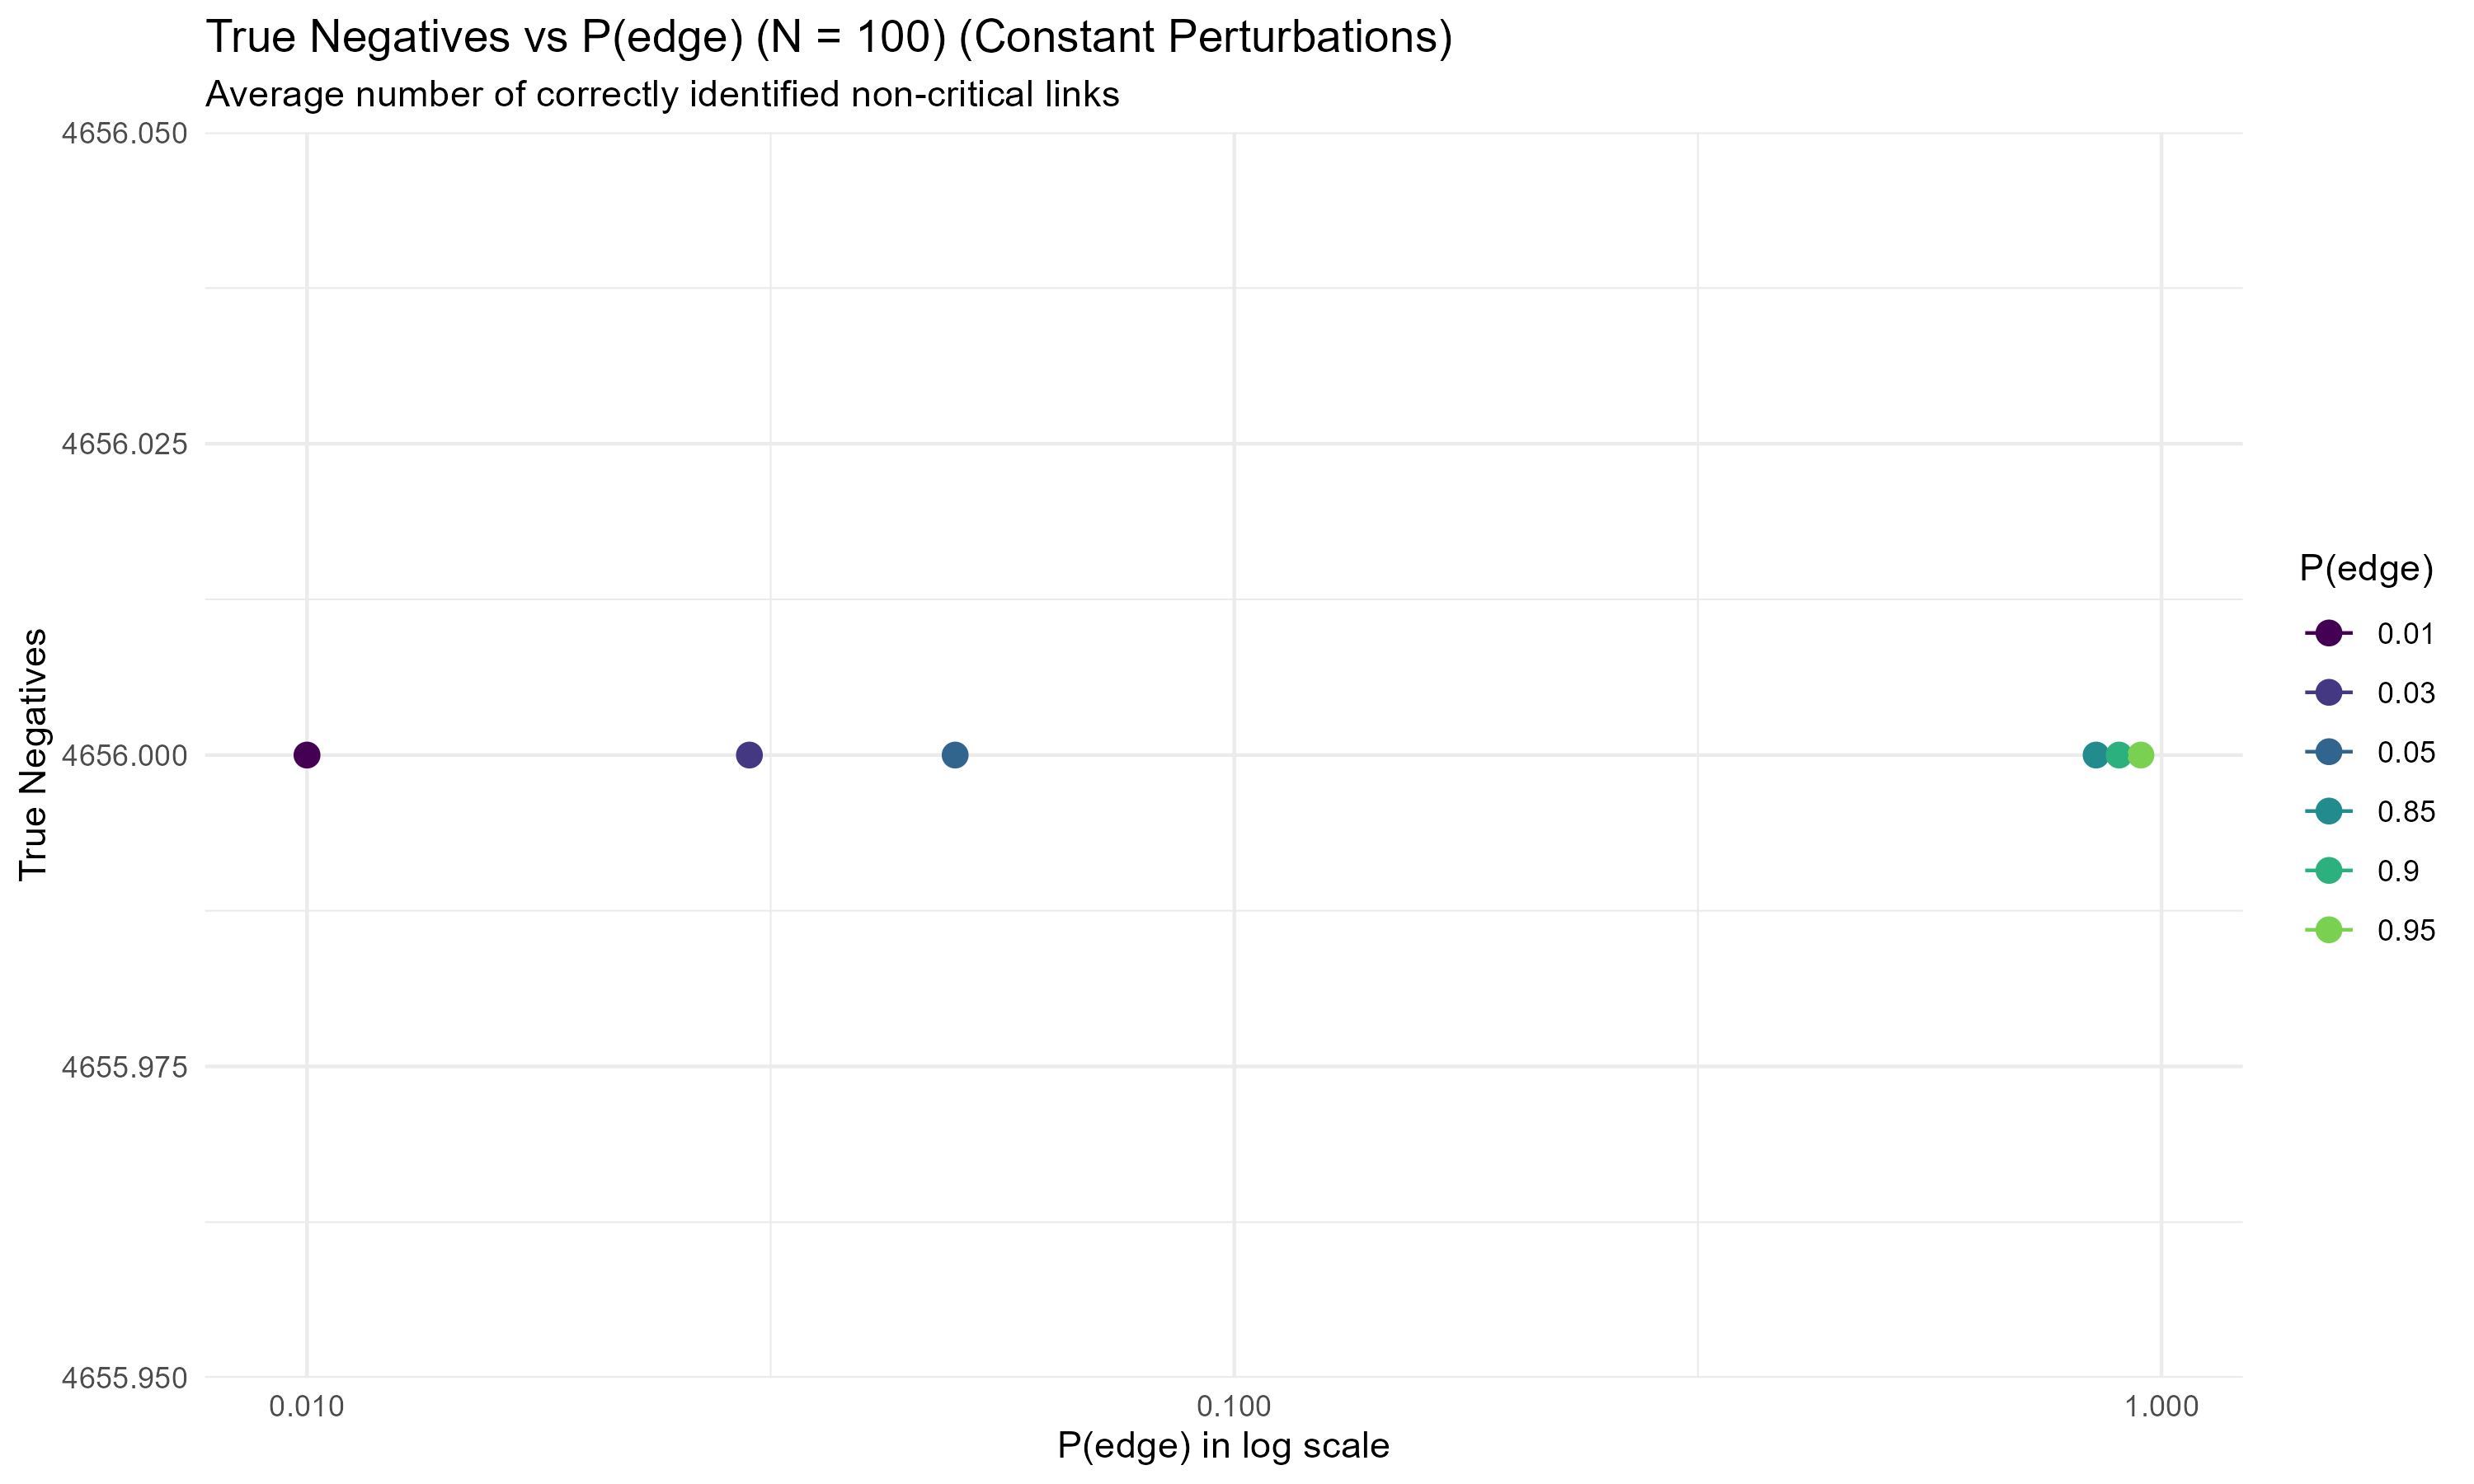 True Negatives vs P(edge) (N = 100) (Constant Perturbations)
Average number of correctly identified non-critical links
4656.050
4656.025
4656.000
4655.975
4655.950
True Negatives
0.010
0.100
1.000
P(edge) in log scale
P(edge)
0.01
0.03
0.05
0.85
0.9
0.95